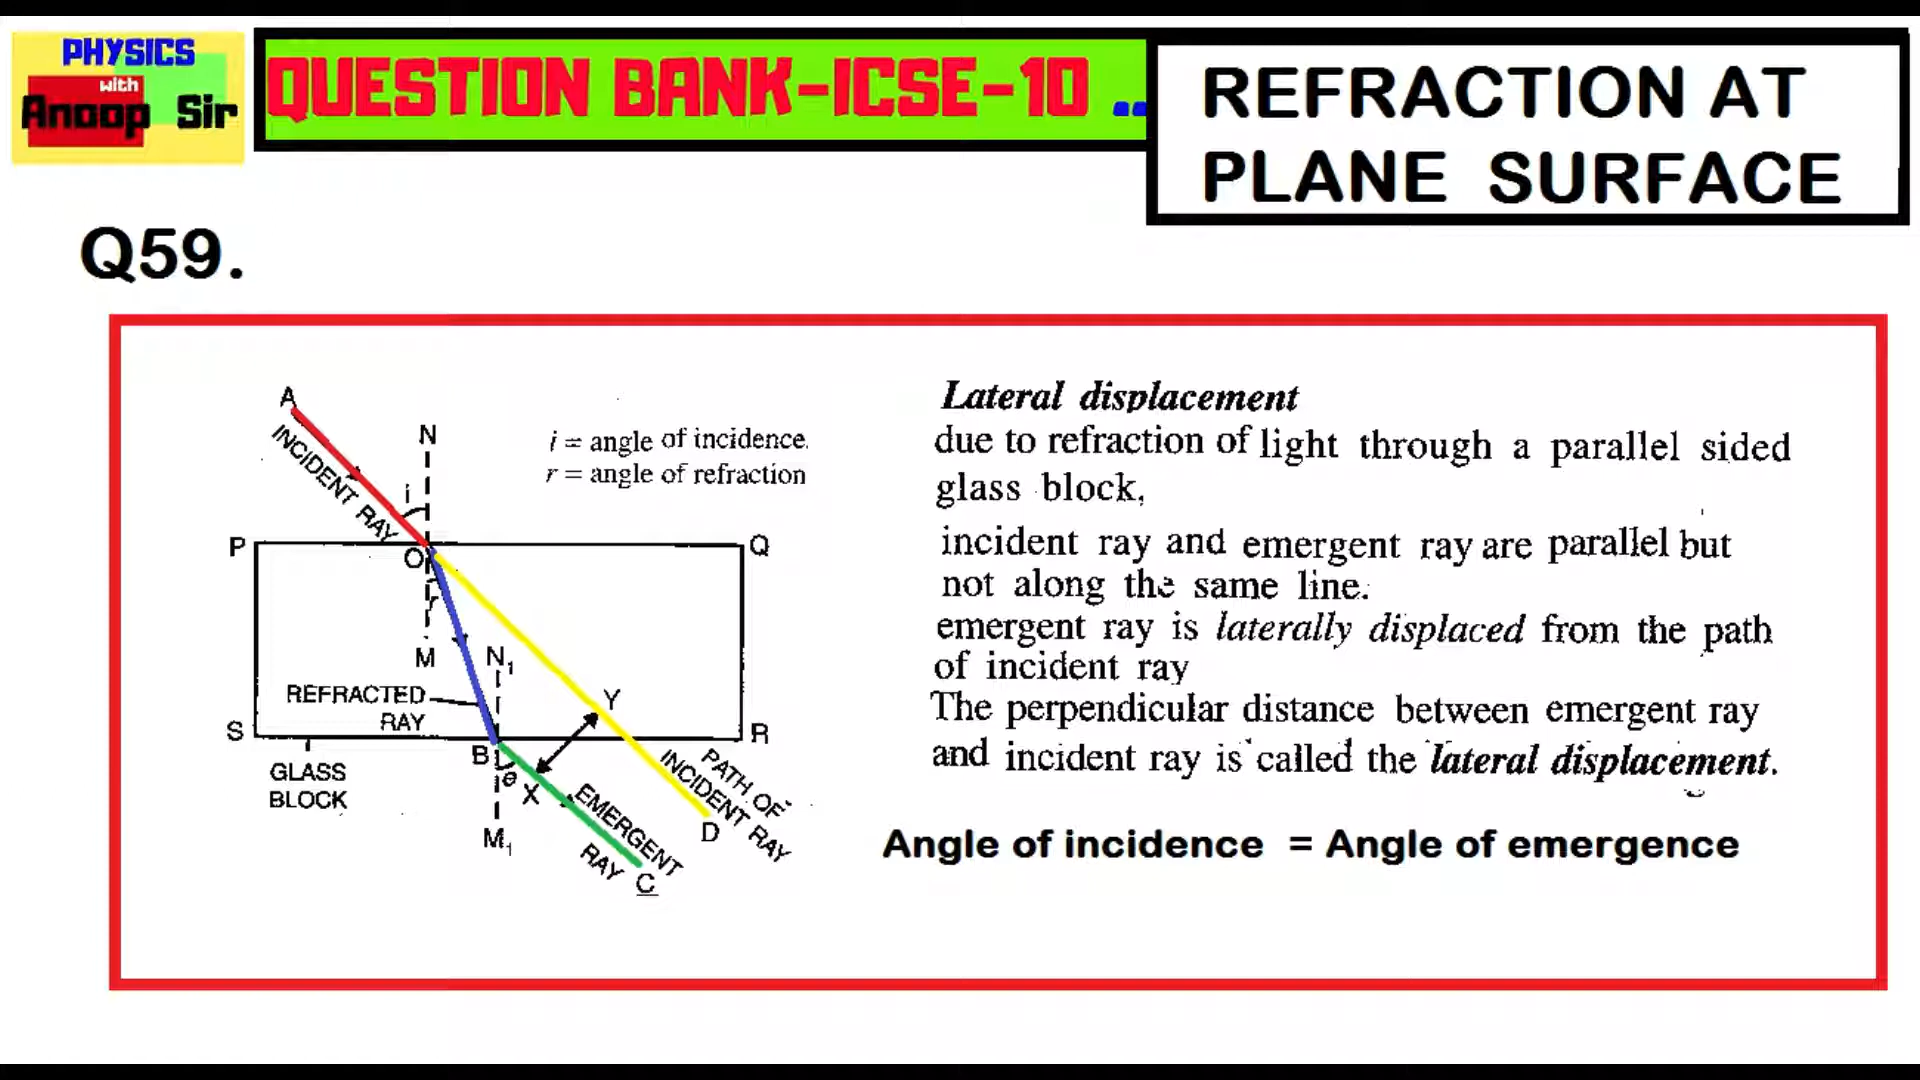 PHYSICS
with
Anoop Sir
QUESTION BANK-ICSE-10 ..
REFRACTION AT
PLANE SURFACE
Q59.
A
INCIDENT RAY
N
i
i = angle of incidence.
r = angle of refraction
P
O
Q
r
M
N1
REFRACTED
RAY
Y
S
R
B
e
X
GLASS
BLOCK
M1
EMERGENT
RAY
C
D
PATH OF
INCIDENT RAY
Lateral displacement
due to refraction of light through a parallel sided
glass block,
incident ray and emergent ray are parallel but
not along the same line.
emergent ray is laterally displaced from the path
of incident ray
The perpendicular distance between emergent ray
and incident ray is called the lateral displacement.
Angle of incidence = Angle of emergence